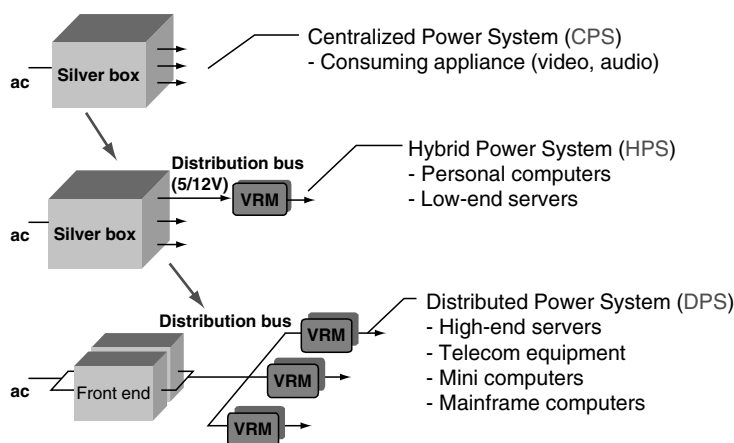 Centralized Power System (CPS)
- Consuming appliance (video, audio)
Silver box
ac
Distribution bus
(5/12V)
VRM
Hybrid Power System (HPS)
- Personal computers
- Low-end servers
Silver box
ac
Distribution bus
VRM
Distributed Power System (DPS)
- High-end servers
- Telecom equipment
- Mini computers
- Mainframe computers
VRM
ac
Front end
VRM